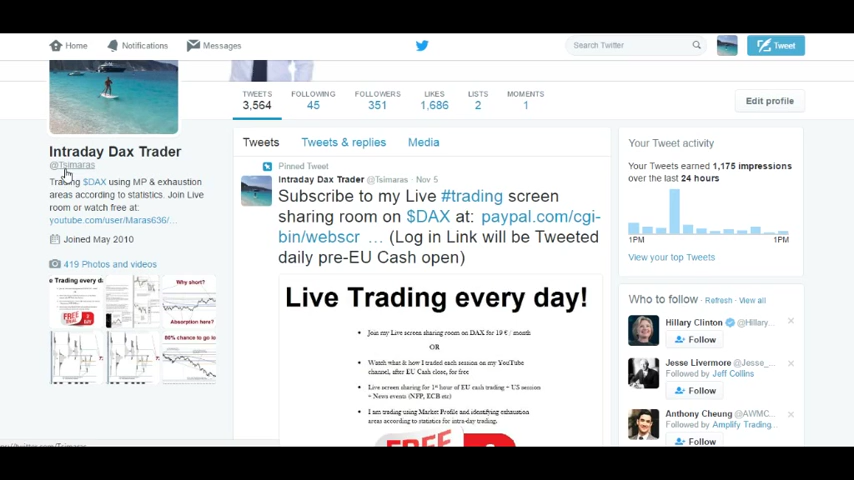 Home
Notifications
Messages
Search Twitter
Tweet
TWEETS
3,564
FOLLOWING
45
FOLLOWERS
351
LIKES
1,686
LISTS
2
MOMENTS
1
Edit profile
Intraday Dax Trader
@Tsimaras
Trading $DAX using MP & exhaustion
areas according to statistics. Join Live
room or watch free at:
youtube.com/user/Maras636/...
Joined May 2010
419 Photos and videos
Why short?
Absorption here?
Tweets
Tweets & replies
Media
Pinned Tweet
Intraday Dax Trader @Tsimaras · Nov 5
Subscribe to my Live #trading screen
sharing room on $DAX at: paypal.com/cgi-
bin/webscr … (Log in Link will be Tweeted
daily pre-EU Cash open)
Live Trading every day!
Join my Live screen sharing room on DAX for 19 € / month
OR
Watch what & how I traded each session on my YouTube
channel, after EU Cash close, for free
Live screen sharing for 1st hour of EU cash trading + US session
+ News events (NFP, ECB etc)
I am trading using Market Profile and identifying exhaustion
areas according to statistics for intra-day trading.
FREE
Your Tweet activity
Your Tweets earned 1,175 impressions
over the last 24 hours
1PM
1PM
View your top Tweets
Who to follow · Refresh · View all
Hillary Clinton @Hillary...
Follow
Jesse Livermore @Jesse_...
Followed by Jeff Collins
Follow
Anthony Cheung @AWMC...
Followed by Amplify Trading...
Follow